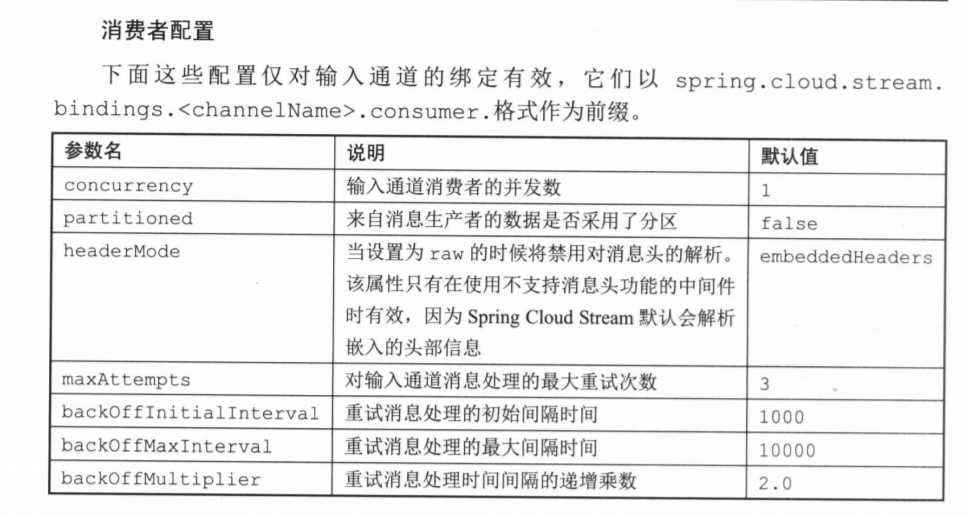 消费者配置
下面这些配置仅对输入通道的绑定有效，它们以 spring.cloud.stream.
bindings.<channelName>.consumer.格式作为前缀。
参数名 说明 默认值
concurrency 输入通道消费者的并发数 1
partitioned 来自消息生产者的数据是否采用了分区 false
headerMode 当设置为 raw 的时候将禁用对消息头的解析。 embeddedHeaders
该属性只有在使用不支持消息头功能的中间件
时有效，因为 Spring Cloud Stream 默认会解析
嵌入的头部信息
maxAttempts 对输入通道消息处理的最大重试次数 3
backOffInitialInterval 重试消息处理的初始间隔时间 1000
backOffMaxInterval 重试消息处理的最大间隔时间 10000
backOffMultiplier 重试消息处理时间间隔的递增乘数 2.0